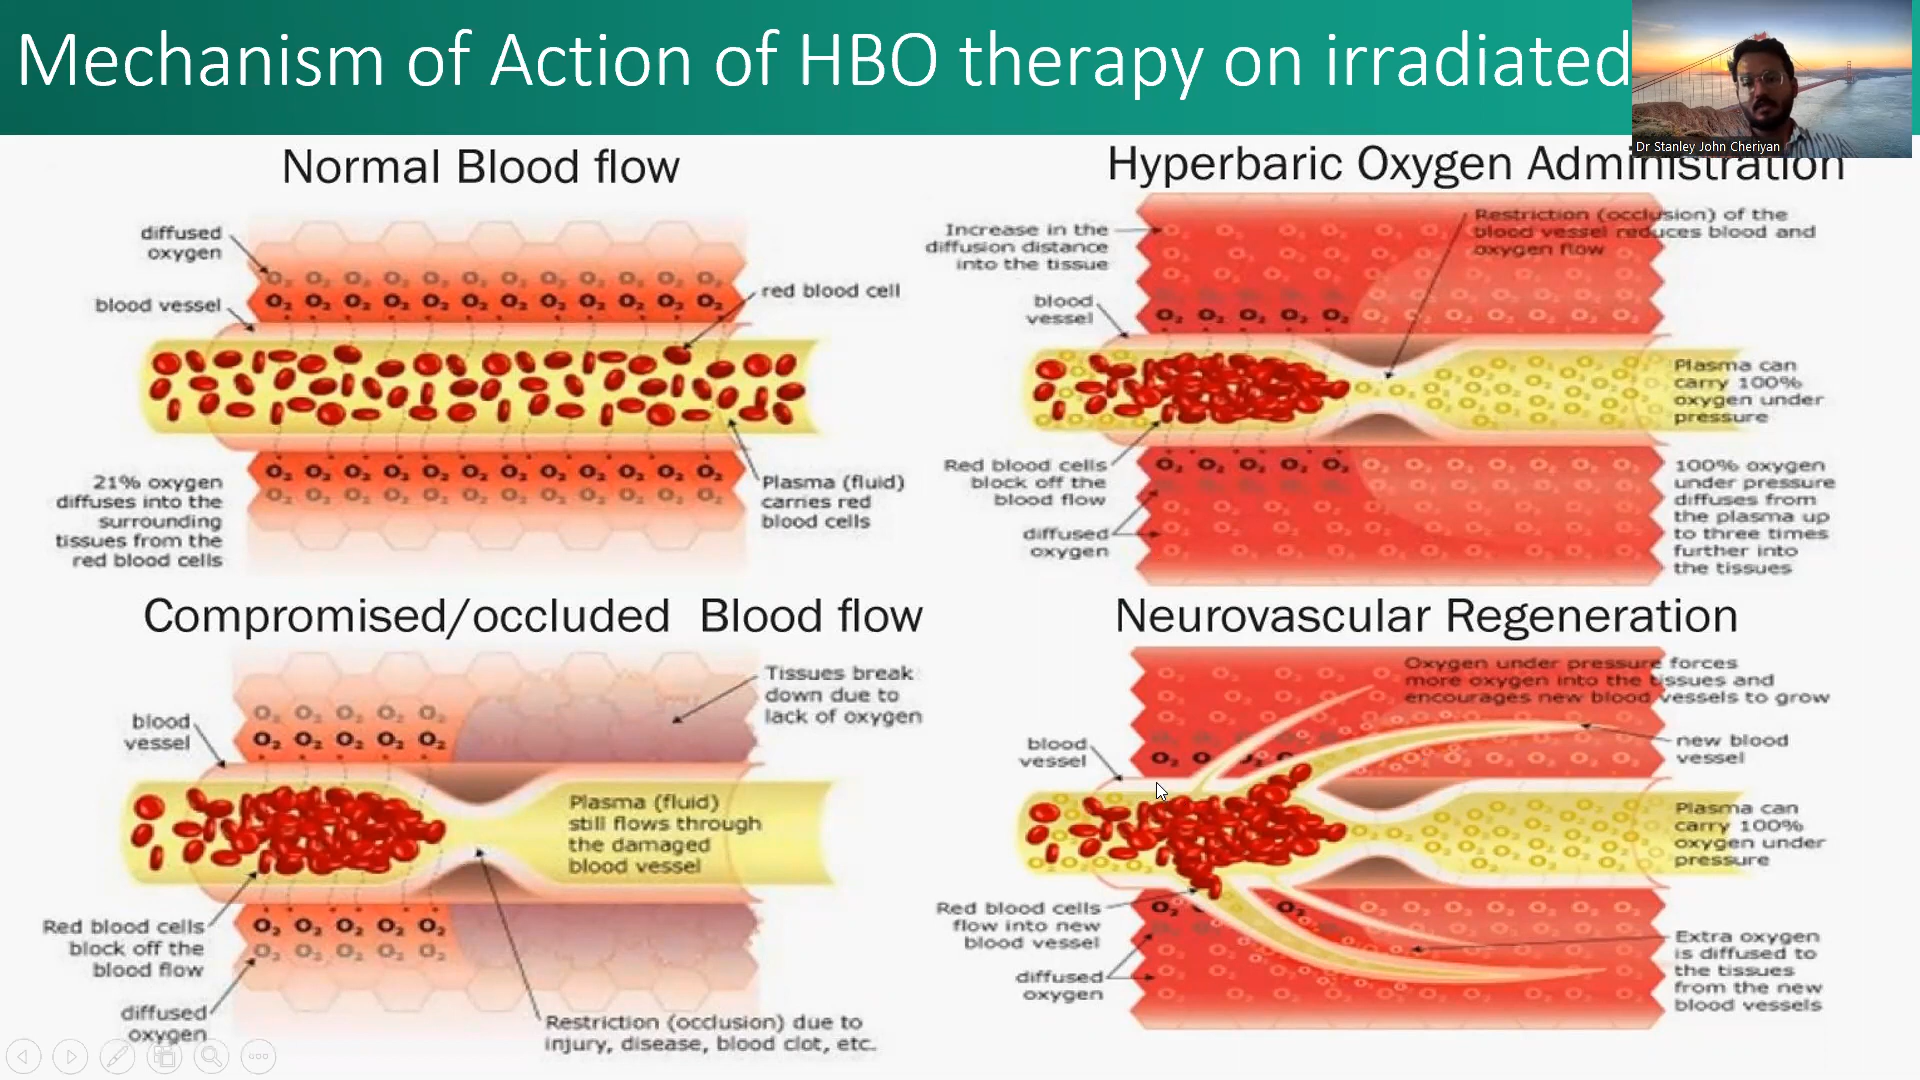 Mechanism of Action of HBO therapy on irradiated
Dr Stanley John Cheriyan
Normal Blood flow
diffused
oxygen
blood vessel
red blood cell
21% oxygen
diffuses into the
surrounding
tissues from the
red blood cells
Plasma (fluid)
carries red
blood cells
Hyperbaric Oxygen Administration
Increase in the
diffusion distance
into the tissue
Restriction (occlusion) of the
blood vessel reduces blood and
oxygen flow
blood
vessel
Plasma can
carry 100%
oxygen under
pressure
Red blood cells
block off the
blood flow
diffused
oxygen
100% oxygen
under pressure
diffuses from
the plasma up
to three times
further into
the tissues
Compromised/occluded Blood flow
Tissues break
down due to
lack of oxygen
blood
vessel
Plasma (fluid)
still flows through
the damaged
blood vessel
Red blood cells
block off the
blood flow
diffused
oxygen
Restriction (occlusion) due to
injury, disease, blood clot, etc.
Neurovascular Regeneration
Oxygen under pressure forces
more oxygen into the tissues and
encourages new blood vessels to grow
blood
vessel
new blood
vessel
Plasma can
carry 100%
oxygen under
pressure
Red blood cells
flow into new
blood vessel
diffused
oxygen
Extra oxygen
is diffused to
the tissues
from the new
blood vessels